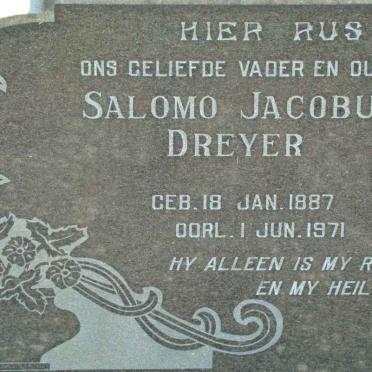 HIER RUS
ONS GELIEFDE VADER EN OU
SALOMO JACOBU
DREYER
GEB. 18 JAN. 1887
OORL. 1 JUN. 1971
HY ALLEEN IS MY R
EN MY HEIL